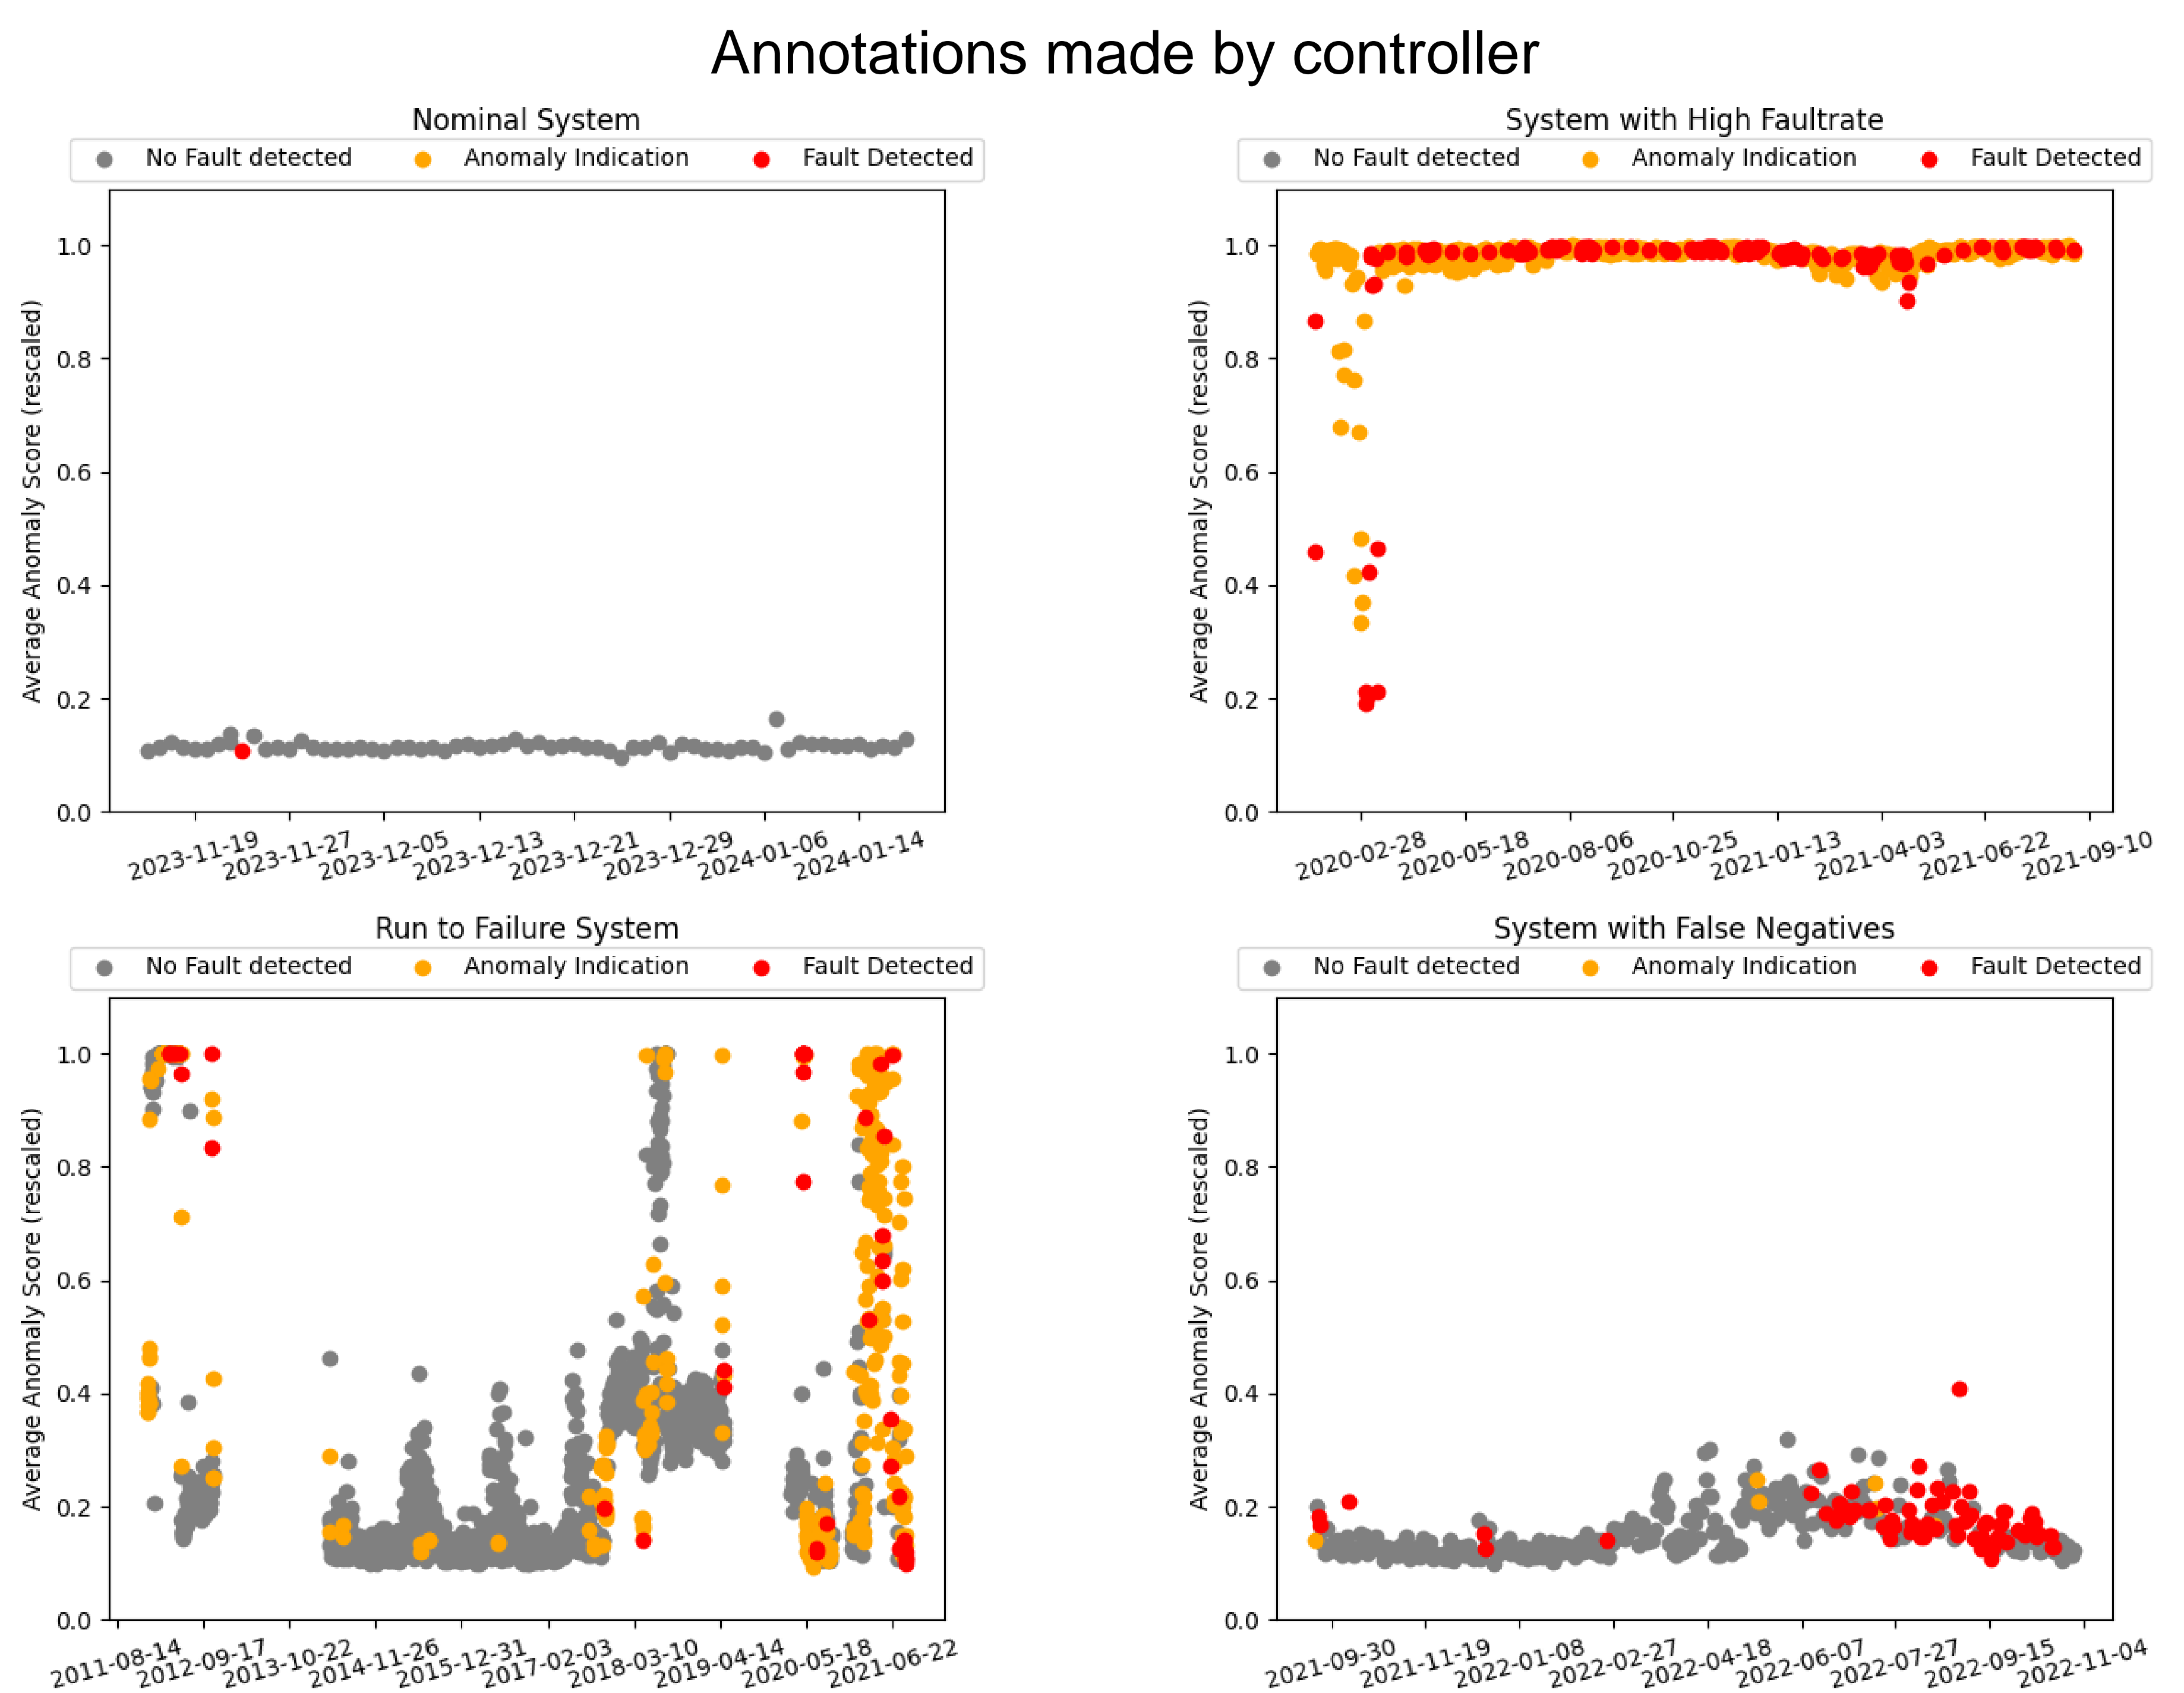 Annotations made by controller
Nominal System
No Fault detected Anomaly Indication Fault Detected
Average Anomaly Score (rescaled)
1.0
0.8
0.6
0.4
0.2
0.0
2023-11-19 2023-11-27 2023-12-05 2023-12-13 2023-12-21 2023-12-29 2024-01-06 2024-01-14
System with High Faultrate
No Fault detected Anomaly Indication Fault Detected
Average Anomaly Score (rescaled)
1.0
0.8
0.6
0.4
0.2
0.0
2020-02-28 2020-05-18 2020-08-06 2020-10-25 2021-01-13 2021-04-03 2021-06-22 2021-09-10
Run to Failure System
No Fault detected Anomaly Indication Fault Detected
Average Anomaly Score (rescaled)
1.0
0.8
0.6
0.4
0.2
0.0
2011-08-14 2012-09-17 2013-10-22 2014-11-26 2015-12-31 2017-02-03 2018-03-10 2019-04-14 2020-05-18 2021-06-22
System with False Negatives
No Fault detected Anomaly Indication Fault Detected
Average Anomaly Score (rescaled)
1.0
0.8
0.6
0.4
0.2
0.0
2021-09-30 2021-11-19 2022-01-08 2022-02-27 2022-04-18 2022-06-07 2022-07-27 2022-09-15 2022-11-04